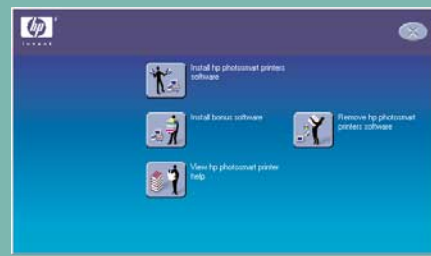 hp
invent
Install hp photosmart printers
software
Install bonus software
Remove hp photosmart
printers software
View hp photosmart printer
help